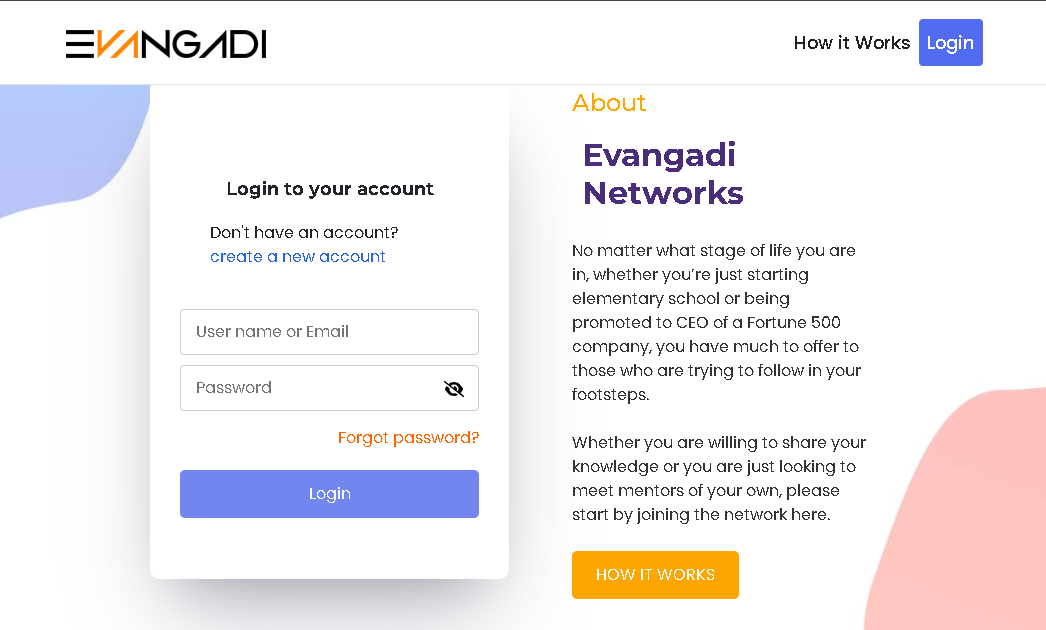 EVANGADI
How it Works
Login
Login to your account
Don't have an account?
create a new account
User name or Email
Password
Forgot password?
Login
About
Evangadi
Networks
No matter what stage of life you are
in, whether you’re just starting
elementary school or being
promoted to CEO of a Fortune 500
company, you have much to offer to
those who are trying to follow in your
footsteps.
Whether you are willing to share your
knowledge or you are just looking to
meet mentors of your own, please
start by joining the network here.
HOW IT WORKS